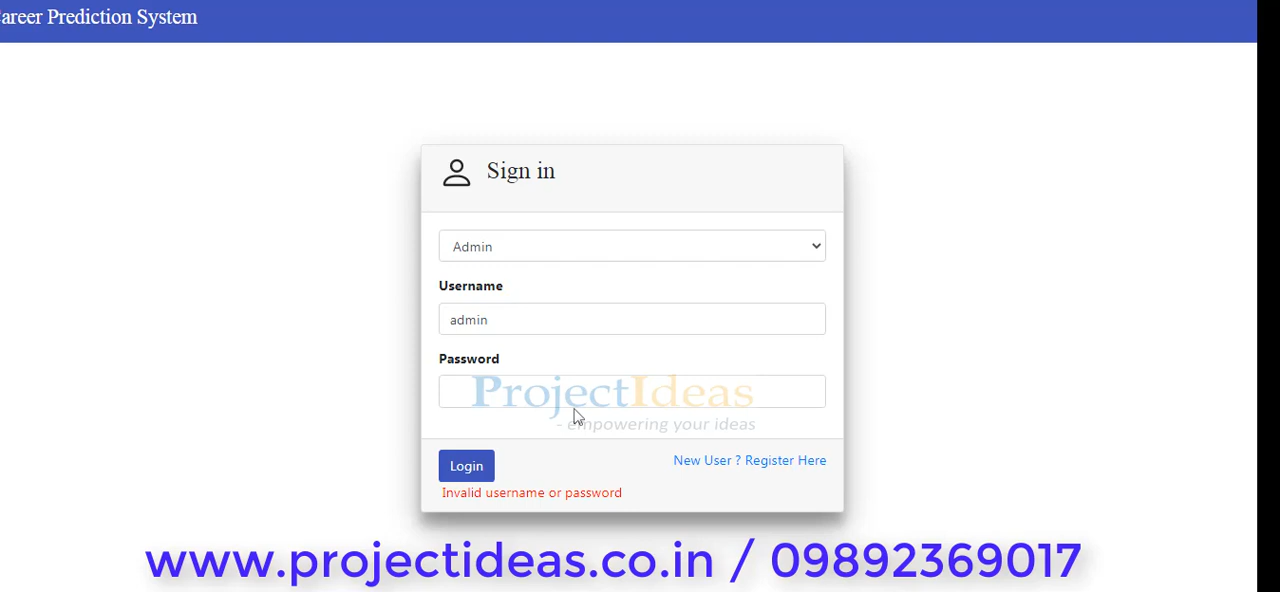 areer Prediction System
Sign in
Admin
Username
admin
Password
ProjectIdeas
- empowering your ideas
Login
New User ? Register Here
Invalid username or password
www.projectideas.co.in / 09892369017